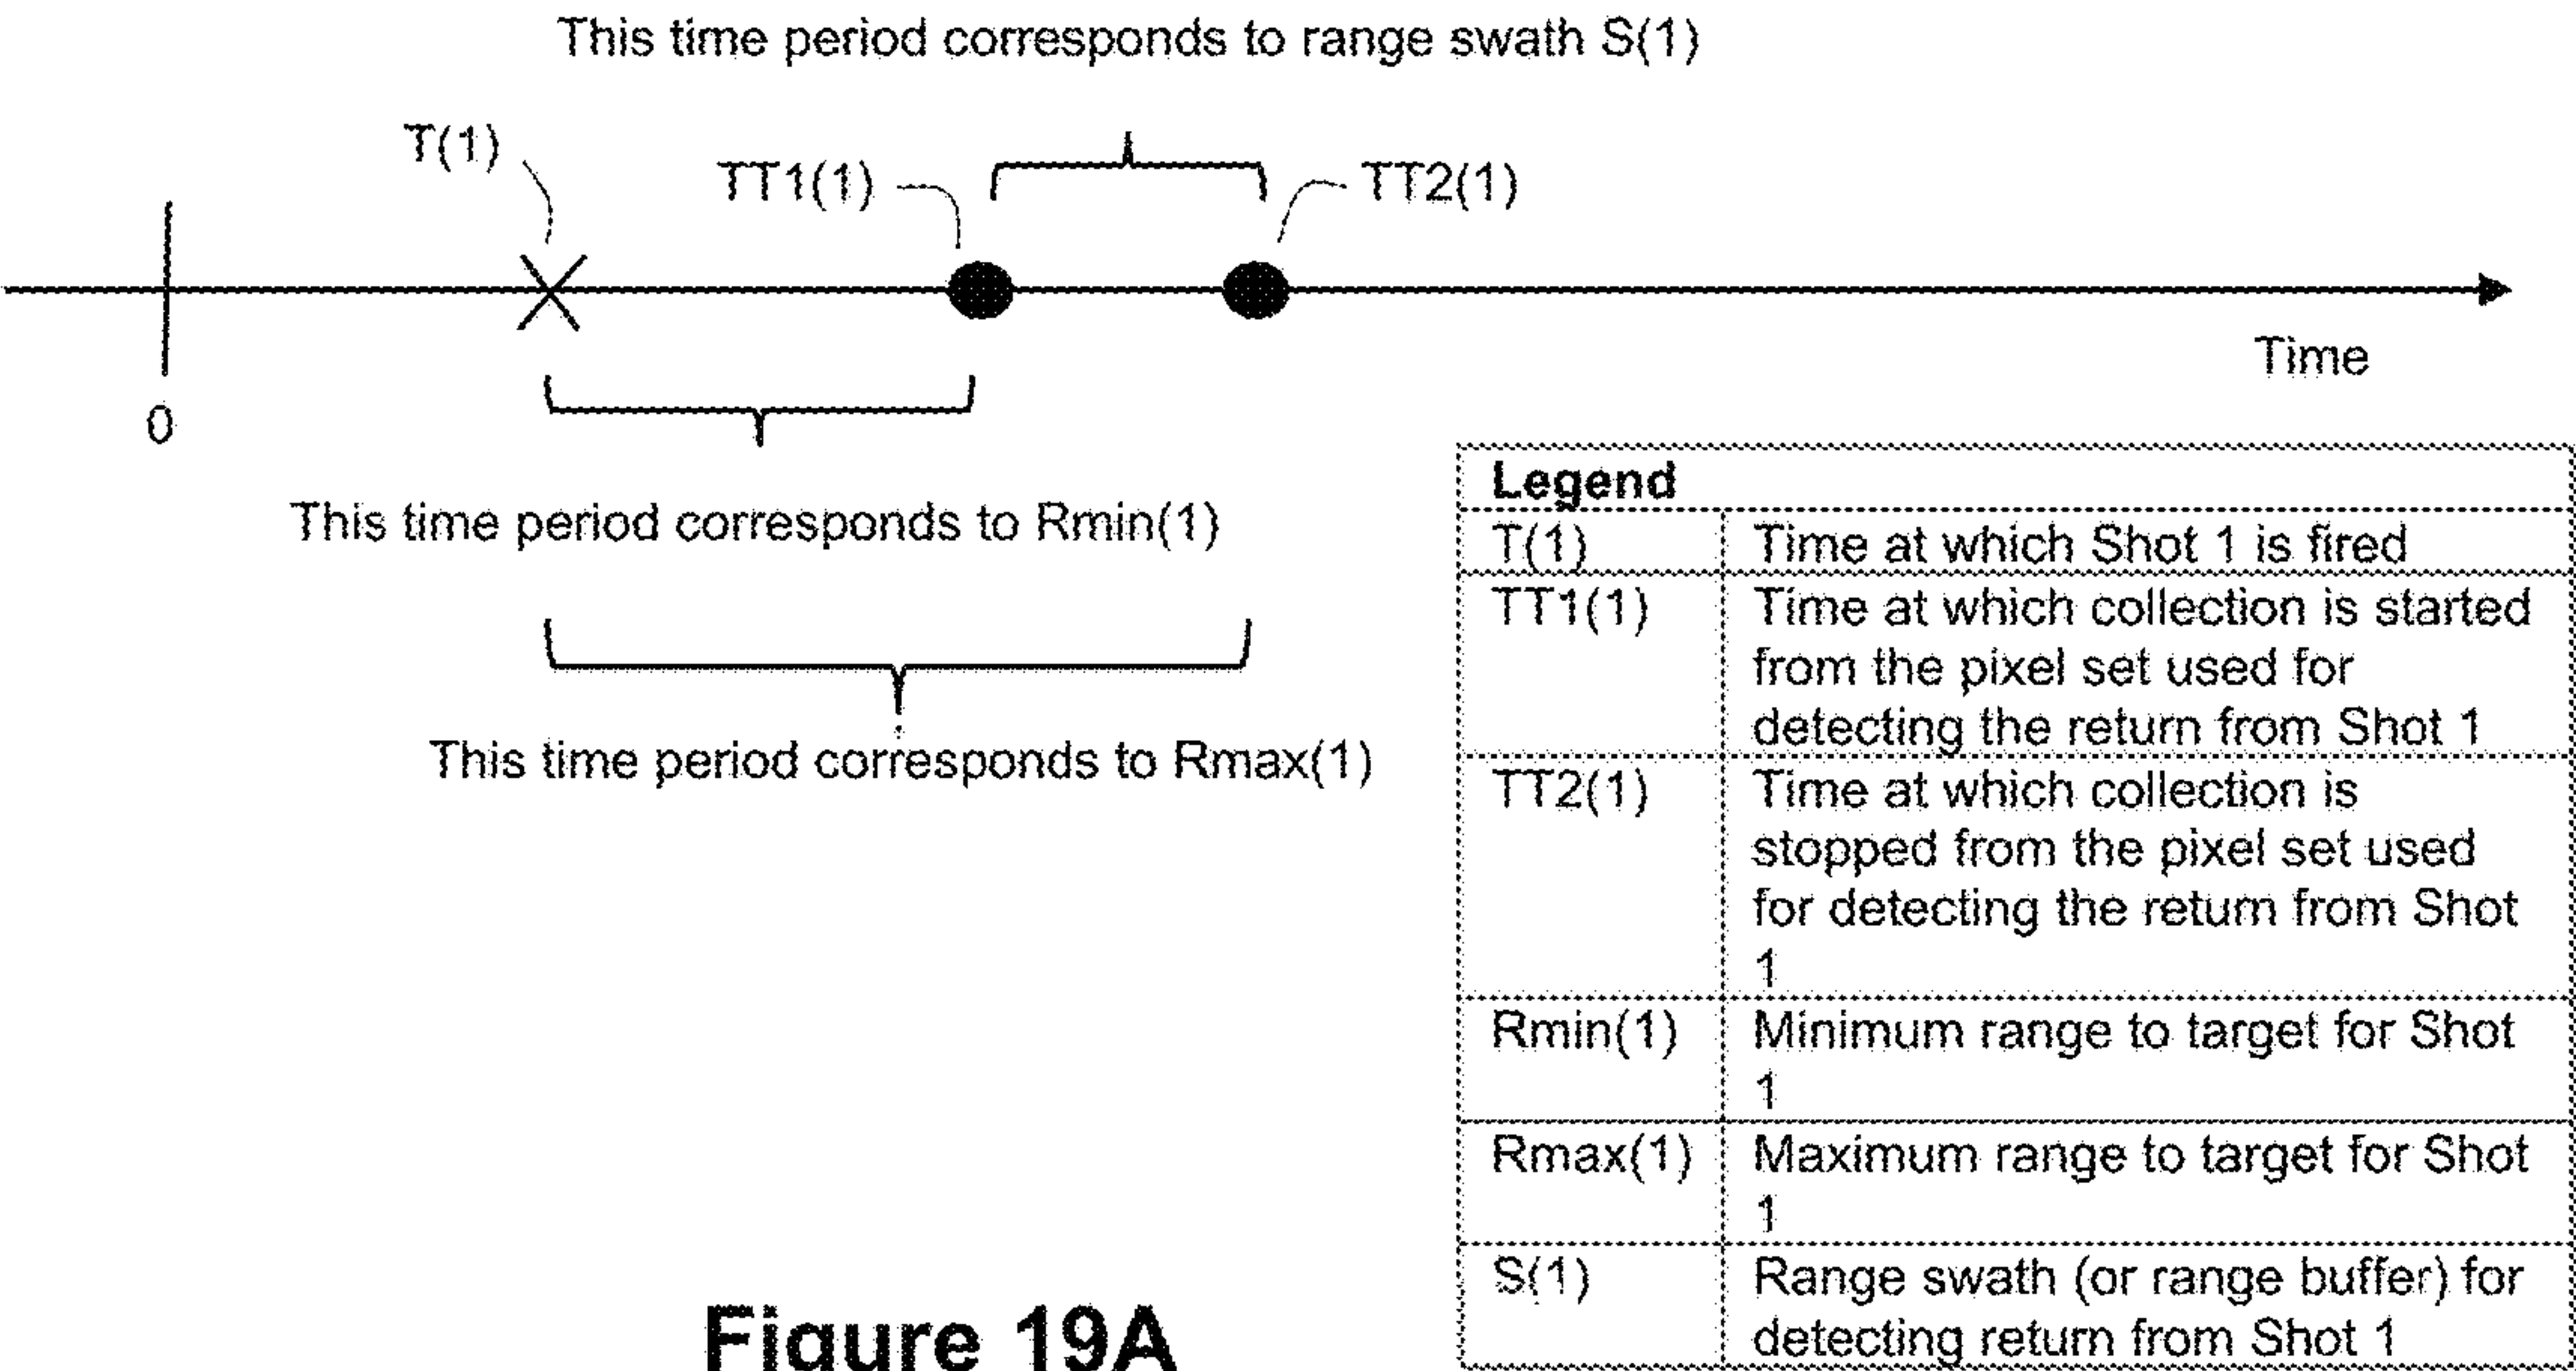 This time period corresponds to range swath S(1)
T(1)
TT1(1)
TT2(1)
Time
0
This time period corresponds to Rmin(1)
This time period corresponds to Rmax(1)
Legend
T(1) Time at which Shot 1 is fired
TT1(1) Time at which collection is started
from the pixel set used for
detecting the return from Shot 1
TT2(1) Time at which collection is
stopped from the pixel set used
for detecting the return from Shot
1
Rmin(1) Minimum range to target for Shot
1
Rmax(1) Maximum range to target for Shot
1
S(1) Range swath (or range buffer) for
detecting return from Shot 1
Figure 19A